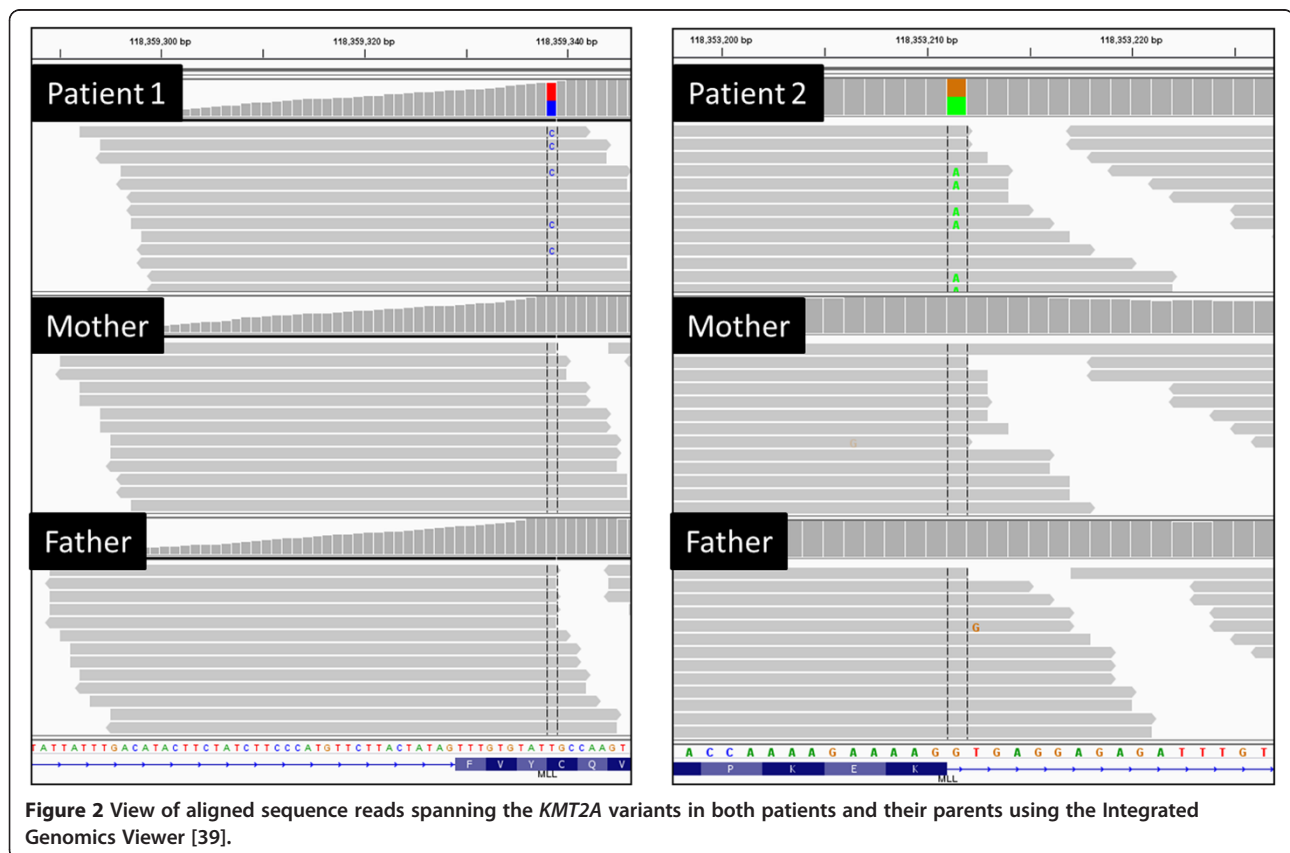 118,359,300 bp 118,359,320 bp 118,359,340 bp
Patient 1
C
C
C
C
C
Mother
Father
TATTATTTGACATACTTCTATCTTCCCATGTTCTTACTATAGTTTGTGTATTGCCAAGT
F V Y C Q V
MLL
118,353,200 bp 118,353,210 bp 118,353,220 bp
Patient 2
A
A
A
A
A
A
Mother
G
Father
G
A C C A A A A G A A A A G G T G A G G A G A G A T T T G T
P K E K
MLL
Figure 2 View of aligned sequence reads spanning the KMT2A variants in both patients and their parents using the Integrated
Genomics Viewer [39].